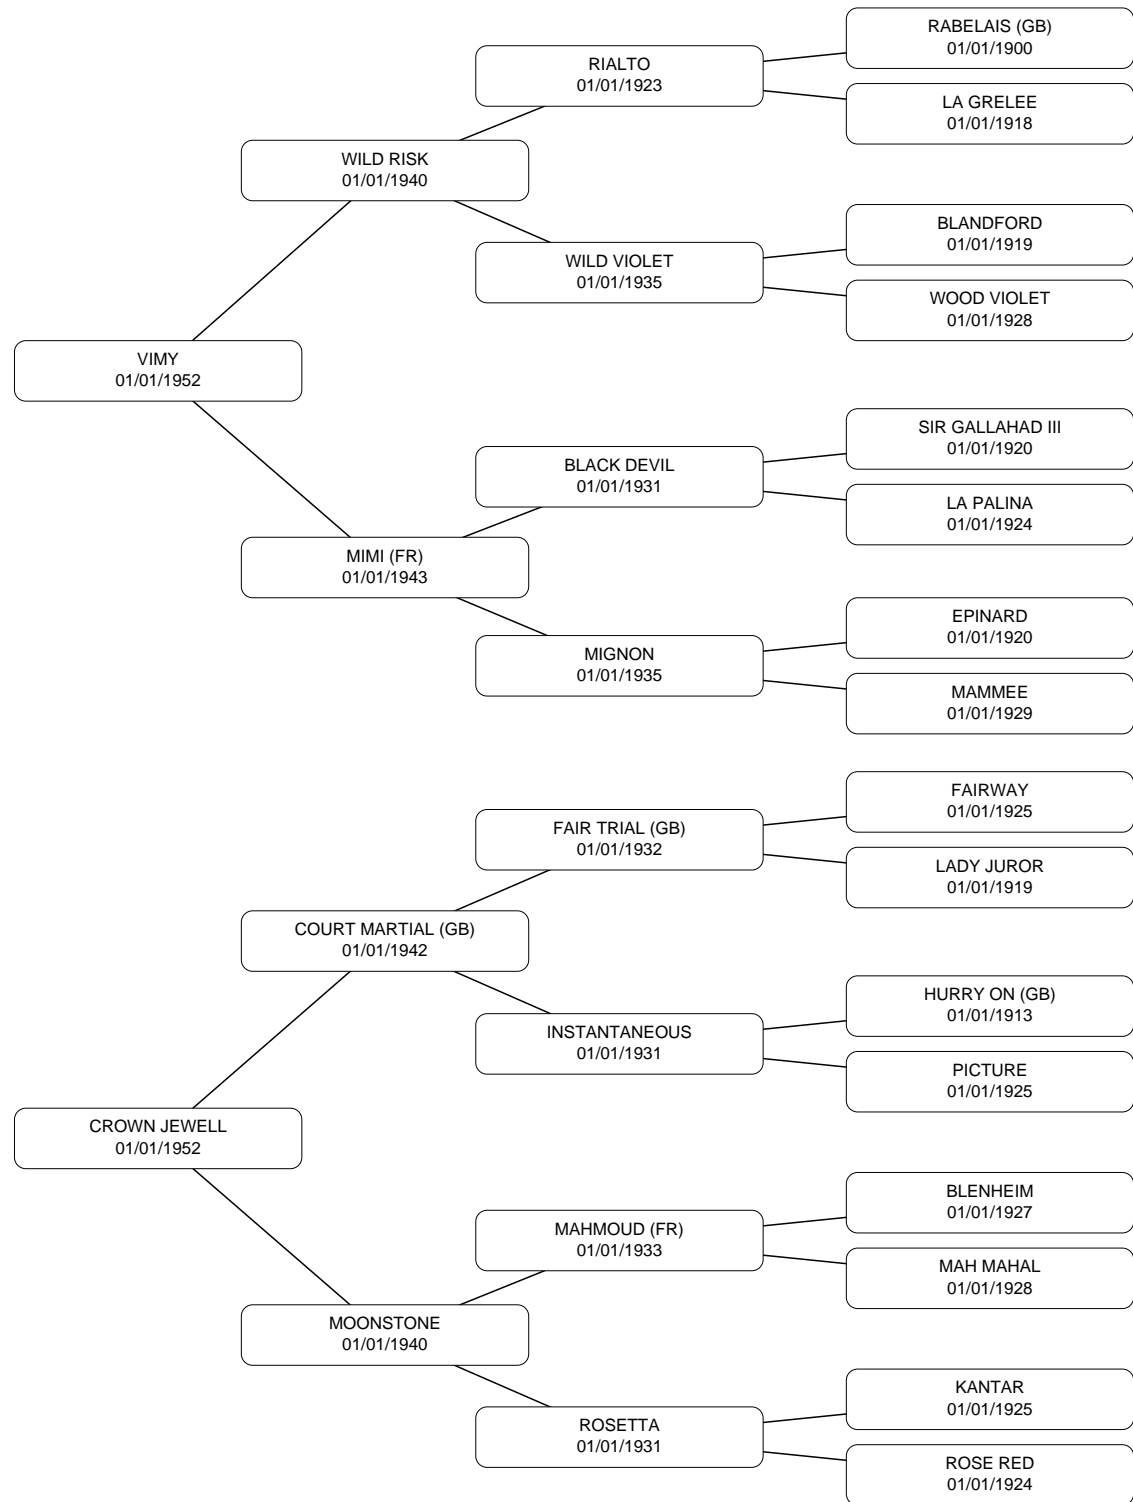 RABELAIS (GB)
01/01/1900
RIALTO
01/01/1923
LA GRELEE
01/01/1918
WILD RISK
01/01/1940
BLANDFORD
01/01/1919
WILD VIOLET
01/01/1935
WOOD VIOLET
01/01/1928
VIMY
01/01/1952
SIR GALLAHAD III
01/01/1920
BLACK DEVIL
01/01/1931
LA PALINA
01/01/1924
MIMI (FR)
01/01/1943
EPINARD
01/01/1920
MIGNON
01/01/1935
MAMMEE
01/01/1929
FAIRWAY
01/01/1925
FAIR TRIAL (GB)
01/01/1932
LADY JUROR
01/01/1919
COURT MARTIAL (GB)
01/01/1942
HURRY ON (GB)
01/01/1913
INSTANTANEOUS
01/01/1931
PICTURE
01/01/1925
CROWN JEWELL
01/01/1952
BLENHEIM
01/01/1927
MAHMOUD (FR)
01/01/1933
MAH MAHAL
01/01/1928
MOONSTONE
01/01/1940
KANTAR
01/01/1925
ROSETTA
01/01/1931
ROSE RED
01/01/1924